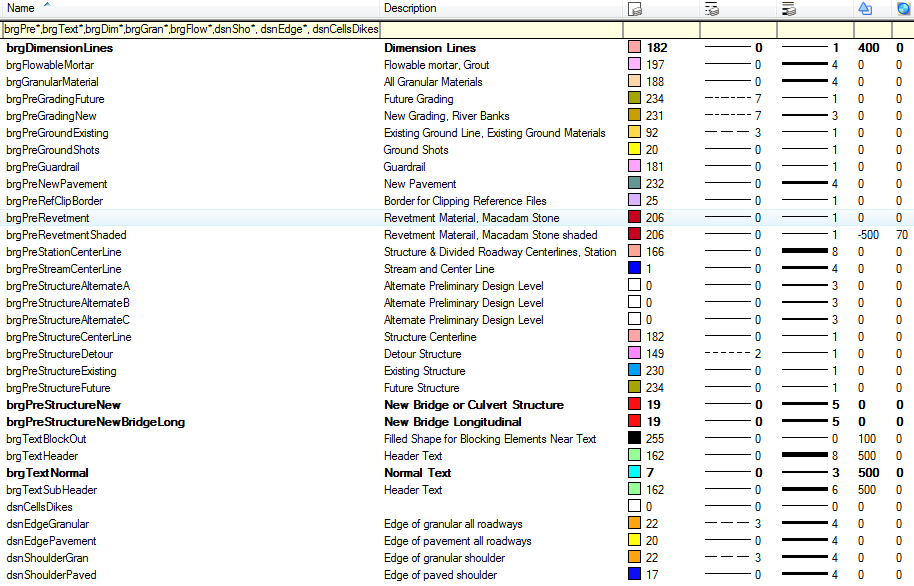 Name Description
brgPre*,brgText*,brgDim*,brgGran*,brgFlow*,dsnSho*, dsnEdge*, dsnCellsDikes
brgDimensionLines Dimension Lines 182 0 1 400 0
brgFlowableMortar Flowable mortar, Grout 197 0 4 0 0
brgGranularMaterial All Granular Materials 188 0 4 0 0
brgPreGradingFuture Future Grading 234 7 1 0 0
brgPreGradingNew New Grading, River Banks 231 7 3 0 0
brgPreGroundExisting Existing Ground Line, Existing Ground Materials 92 3 1 0 0
brgPreGroundShots Ground Shots 20 0 1 0 0
brgPreGuardrail Guardrail 181 0 1 0 0
brgPreNewPavement New Pavement 232 0 4 0 0
brgPreRefClipBorder Border for Clipping Reference Files 25 0 1 0 0
brgPreRevetment Revetment Material, Macadam Stone 206 0 1 0 0
brgPreRevetmentShaded Revetment Materail, Macadam Stone shaded 206 0 1 -500 70
brgPreStationCenterLine Structure & Divided Roadway Centerlines, Station 166 0 8 0 0
brgPreStreamCenterLine Stream and Center Line 1 0 4 0 0
brgPreStructureAlternateA Alternate Preliminary Design Level 0 0 3 0 0
brgPreStructureAlternateB Alternate Preliminary Design Level 0 0 3 0 0
brgPreStructureAlternateC Alternate Preliminary Design Level 0 0 3 0 0
brgPreStructureCenterLine Structure Centerline 182 0 1 0 0
brgPreStructureDetour Detour Structure 149 2 1 0 0
brgPreStructureExisting Existing Structure 230 0 1 0 0
brgPreStructureFuture Future Structure 234 0 1 0 0
brgPreStructureNew New Bridge or Culvert Structure 19 0 5 0 0
brgPreStructureNewBridgeLong New Bridge Longitudinal 19 0 5 0 0
brgTextBlockOut Filled Shape for Blocking Elements Near Text 255 0 0 100 0
brgTextHeader Header Text 162 0 8 500 0
brgTextNormal Normal Text 7 0 3 500 0
brgTextSubHeader Header Text 162 0 6 500 0
dsnCellsDikes 0 0 0 0 0
dsnEdgeGranular Edge of granular all roadways 22 3 4 0 0
dsnEdgePavement Edge of pavement all roadways 20 0 4 0 0
dsnShoulderGran Edge of granular shoulder 22 3 4 0 0
dsnShoulderPaved Edge of paved shoulder 17 0 4 0 0